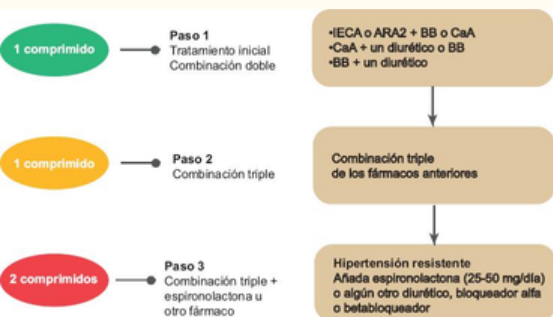 1 comprimido
Paso 1
Tratamiento inicial
Combinación doble
•IECA o ARA2 + BB o CaA
•CaA + un diurético o BB
•BB + un diurético
1 comprimido
Paso 2
Combinación triple
Combinación triple
de los fármacos anteriores
2 comprimidos
Paso 3
Combinación triple +
espironolactona u
otro fármaco
Hipertensión resistente
Añada espironolactona (25-50 mg/día)
o algún otro diurético, bloqueador alfa
o betabloqueador